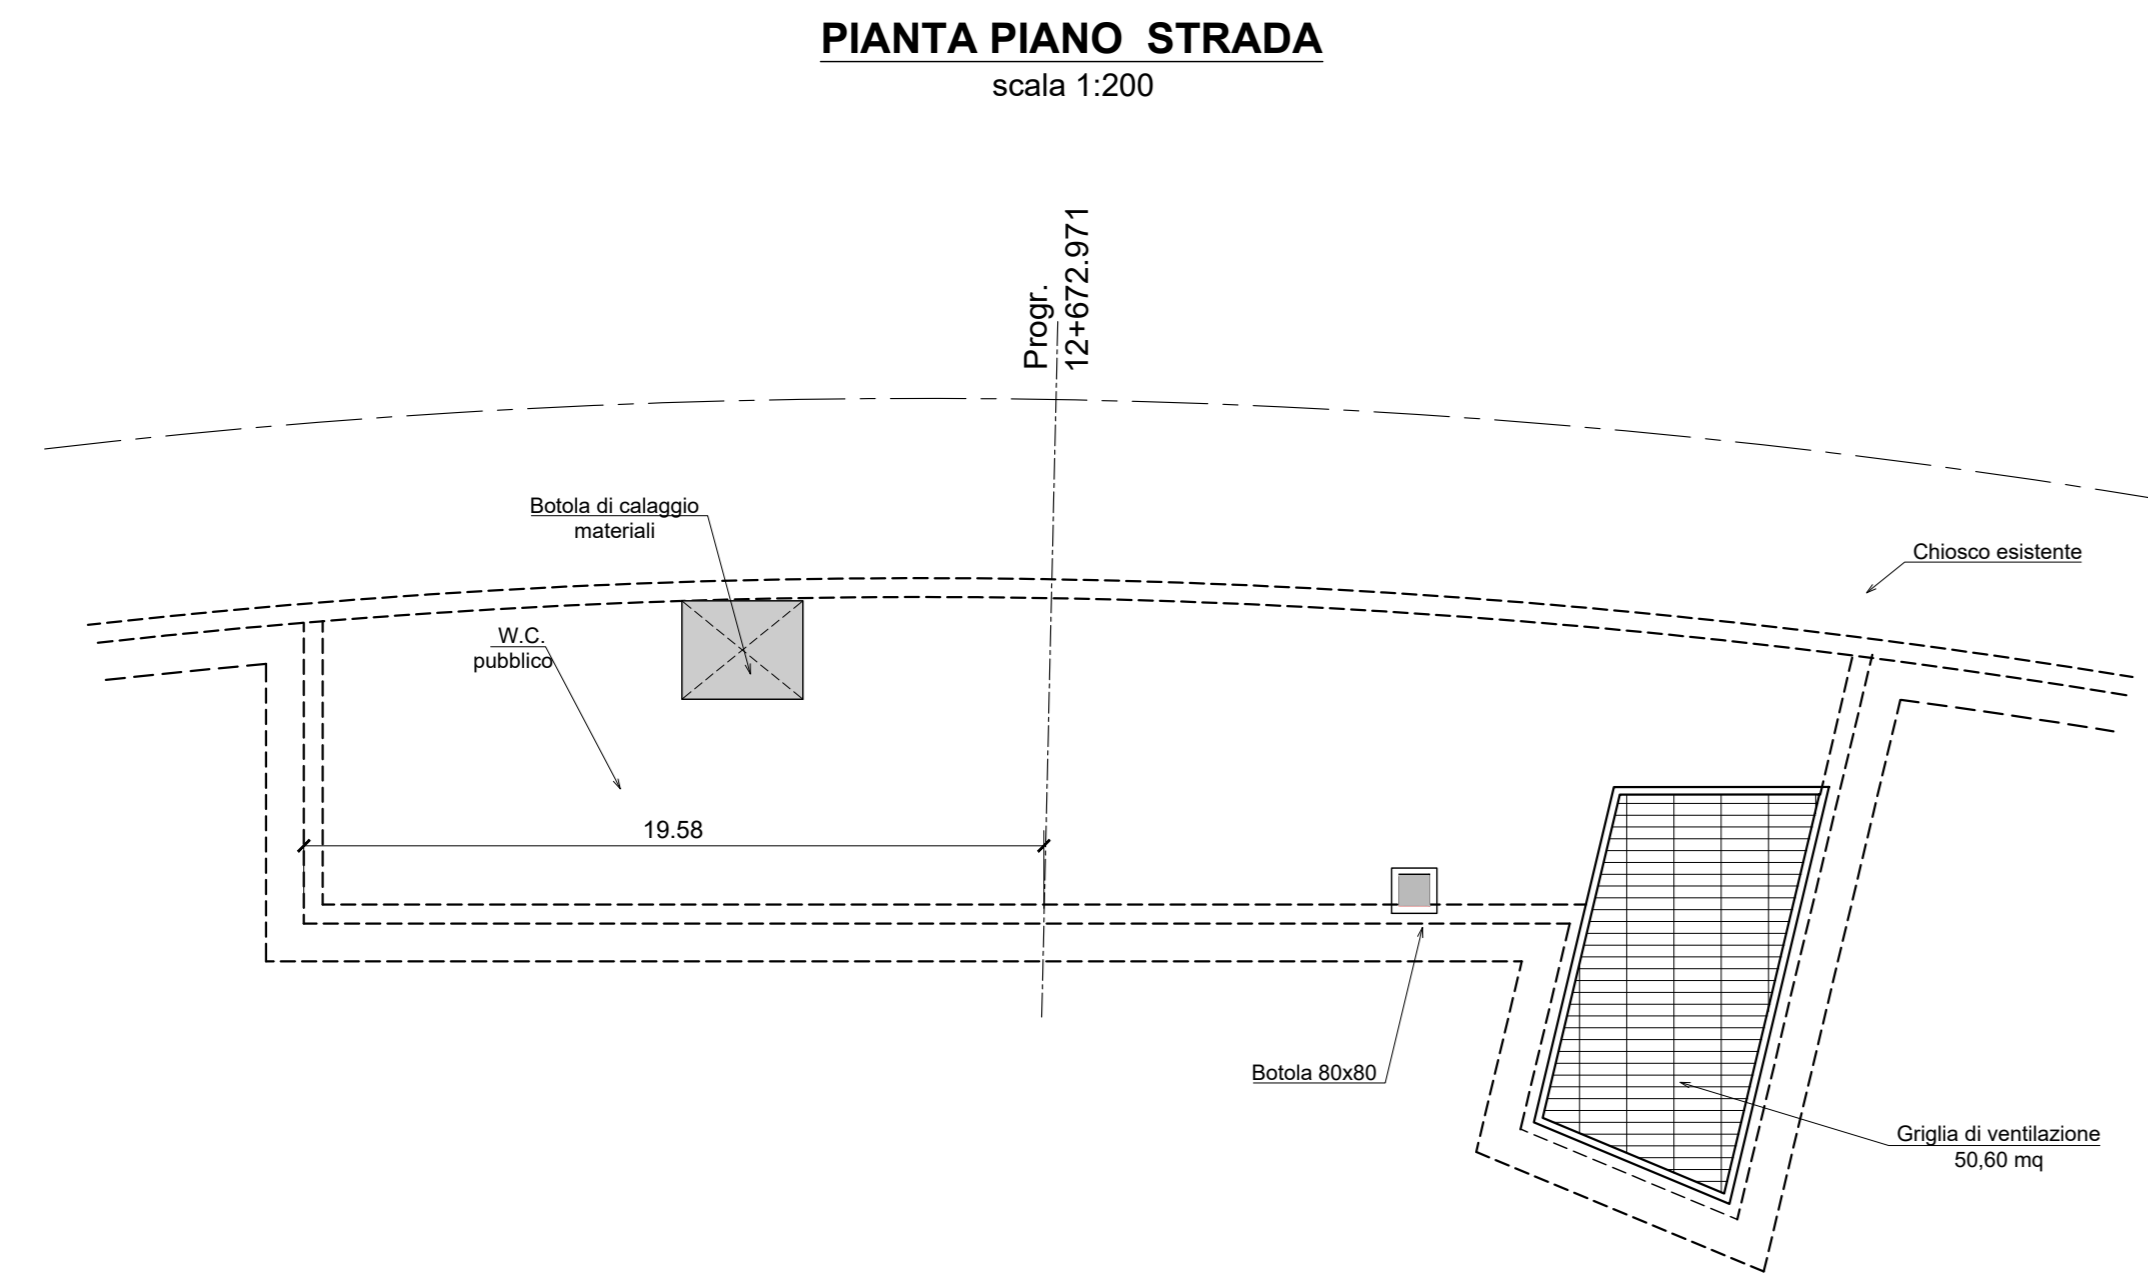 PIANTA PIANO STRADA
scala 1:200
Progr.
12+672.971
Botola di calaggio
materiali
Chiosco esistente
W.C.
pubblico
19.58
Botola 80x80
Griglia di ventilazione
50,60 mq